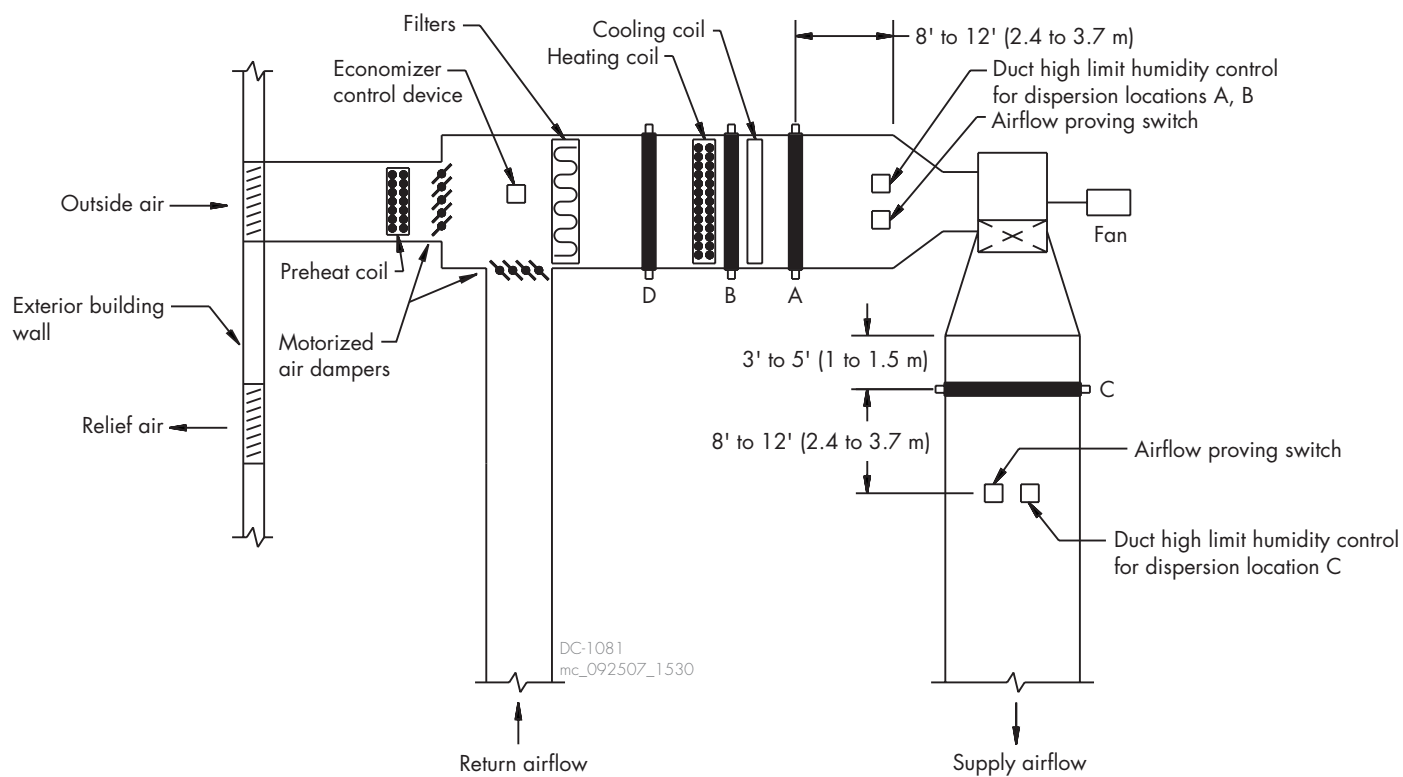 Filters
Cooling coil
Heating coil
8' to 12' (2.4 to 3.7 m)
Economizer
control device
Duct high limit humidity control
for dispersion locations A, B
Airflow proving switch
Outside air
Preheat coil
Fan
D
B
A
Exterior building
wall
Motorized
air dampers
3' to 5' (1 to 1.5 m)
C
Relief air
8' to 12' (2.4 to 3.7 m)
Airflow proving switch
Duct high limit humidity control
for dispersion location C
DC-1081
mc_092507_1530
Return airflow
Supply airflow